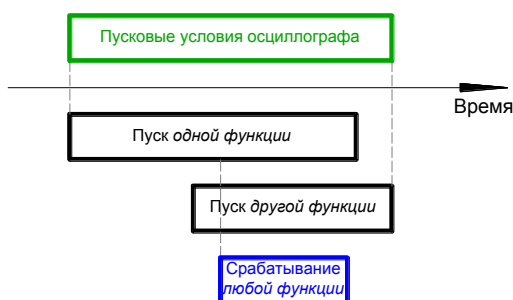 Пусковые условия осциллографа
Время
Пуск одной функции
Пуск другой функции
Срабатывание
любой функции